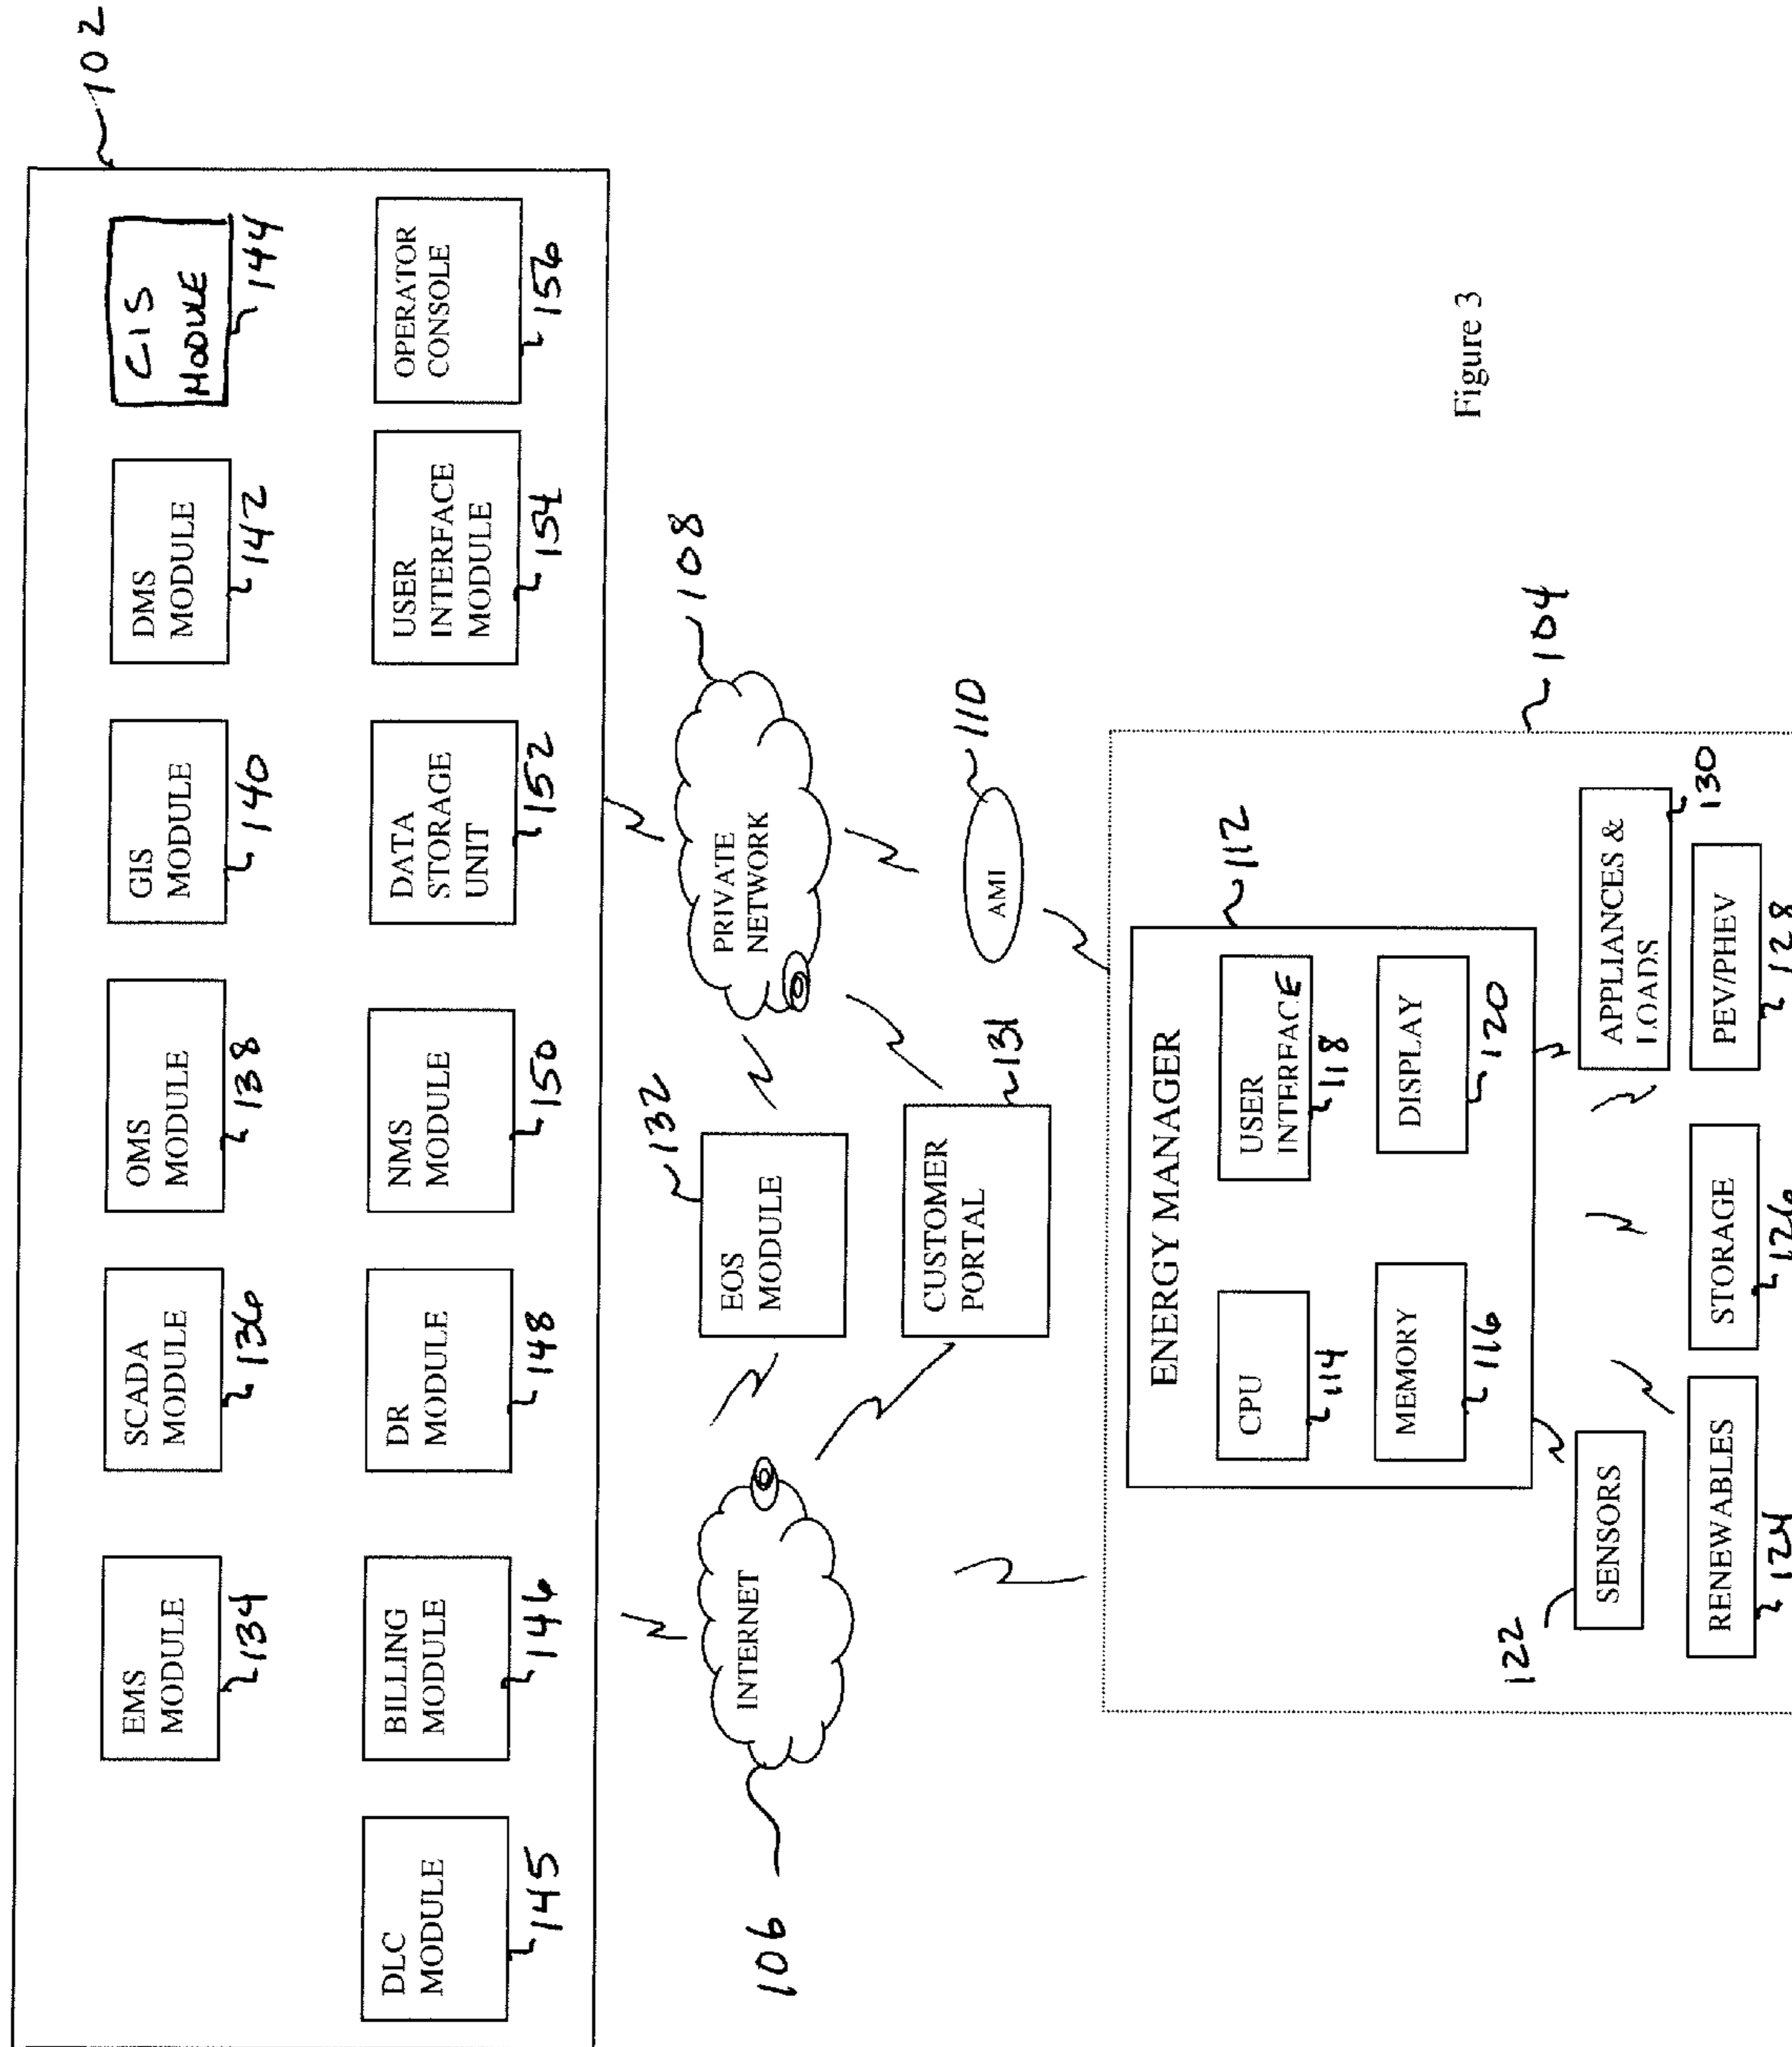 102
EMS
MODULE
134
SCADA
MODULE
136
OMS
MODULE
138
GIS
MODULE
140
DMS
MODULE
142
CIS
MODULE
144
DLC
MODULE
145
BILLING
MODULE
146
DR
MODULE
148
NMS
MODULE
150
DATA
STORAGE
UNIT
152
USER
INTERFACE
MODULE
154
OPERATOR
CONSOLE
156
106
INTERNET
EOS
MODULE
132
PRIVATE
NETWORK
108
CUSTOMER
PORTAL
131
AMI
110
104
ENERGY MANAGER
112
CPU
114
USER
INTERFACE
118
MEMORY
116
DISPLAY
120
122
SENSORS
APPLIANCES &
LOADS
130
RENEWABLES
124
STORAGE
126
PEV/PHEV
128
Figure 3